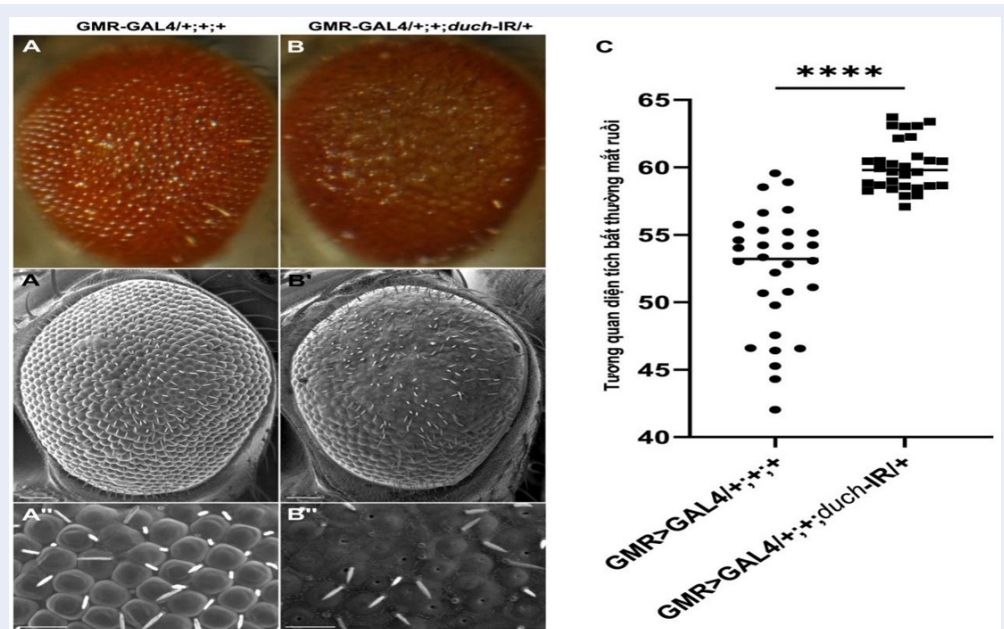 GMR-GAL4/+;+;+
GMR-GAL4/+;+;duch-IR/+
A
B
A'
B'
A"
B"
C
****
Tương quan diện tích bất thường mắt ruồi
65
60
55
50
45
40
GMR>GAL4/+;+;+
GMR>GAL4/+;+;duch-IR/+